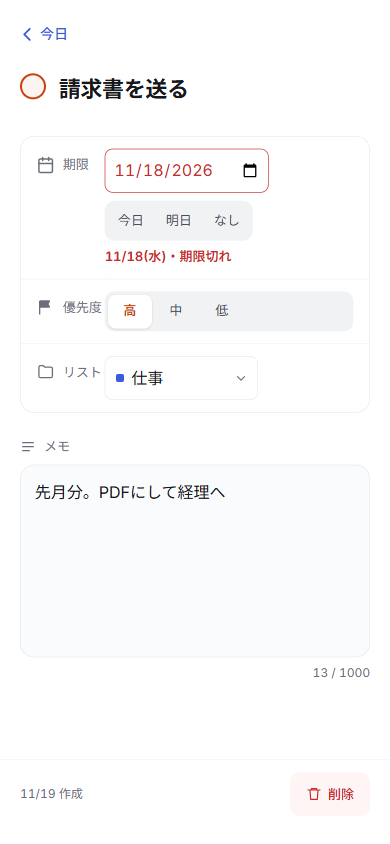 今日
請求書を送る
期限
11/18/2026
今日 明日 なし
11/18(水)・期限切れ
優先度
高 中 低
リスト
仕事
メモ
先月分。PDFにして経理へ
13 / 1000
11/19 作成
削除